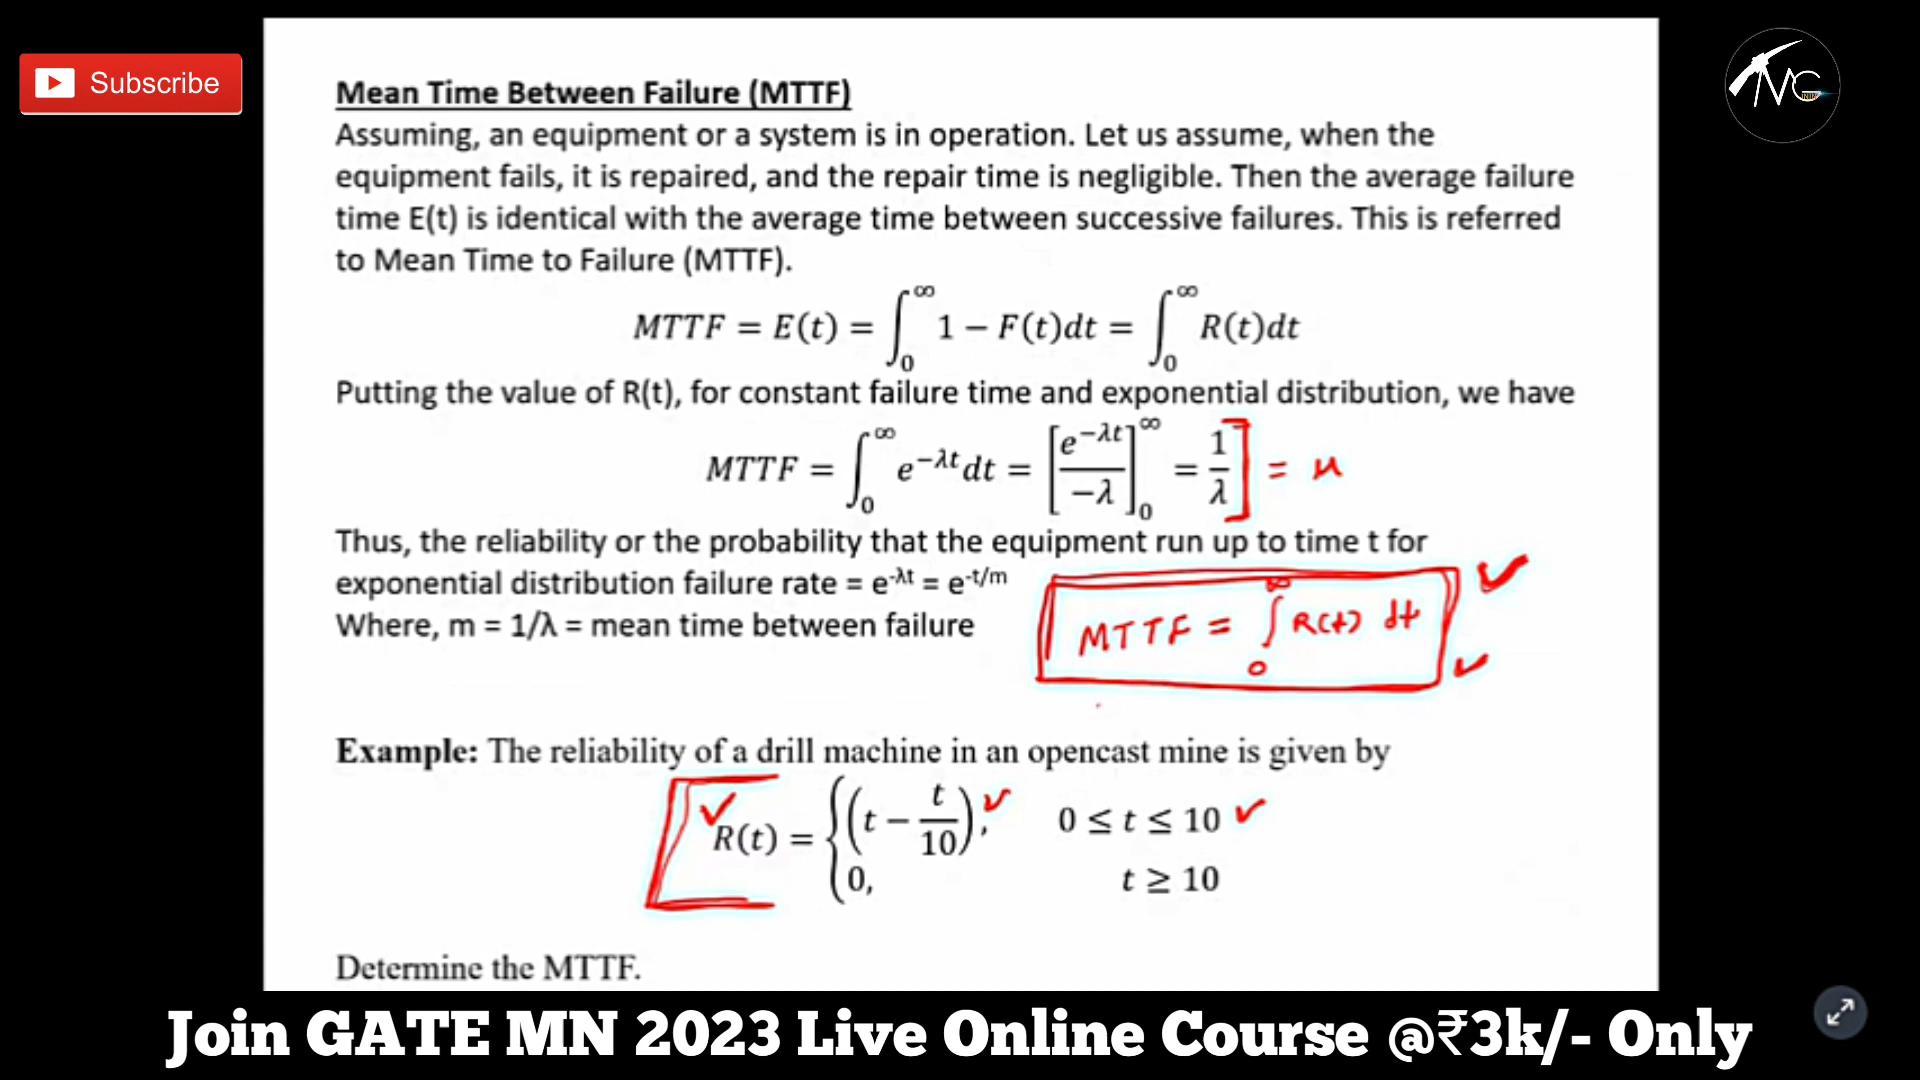 Subscribe
Mean Time Between Failure (MTTF)
Assuming, an equipment or a system is in operation. Let us assume, when the
equipment fails, it is repaired, and the repair time is negligible. Then the average failure
time E(t) is identical with the average time between successive failures. This is referred
to Mean Time to Failure (MTTF).
MTTF = E(t) = ∫₀^∞ 1 − F(t)dt = ∫₀^∞ R(t)dt
Putting the value of R(t), for constant failure time and exponential distribution, we have
MTTF = ∫₀^∞ e^{−λt} dt = [e^{−λt}/−λ]₀^∞ = 1/λ] = μ
Thus, the reliability or the probability that the equipment run up to time t for
exponential distribution failure rate = e^{-λt} = e^{-t/m}
Where, m = 1/λ = mean time between failure
MTTF = ∫₀^∞ R(t) dt
Example: The reliability of a drill machine in an opencast mine is given by
R(t) = { (t − t/10), 0 ≤ t ≤ 10
0, t ≥ 10
Determine the MTTF.
Join GATE MN 2023 Live Online Course @₹3k/- Only